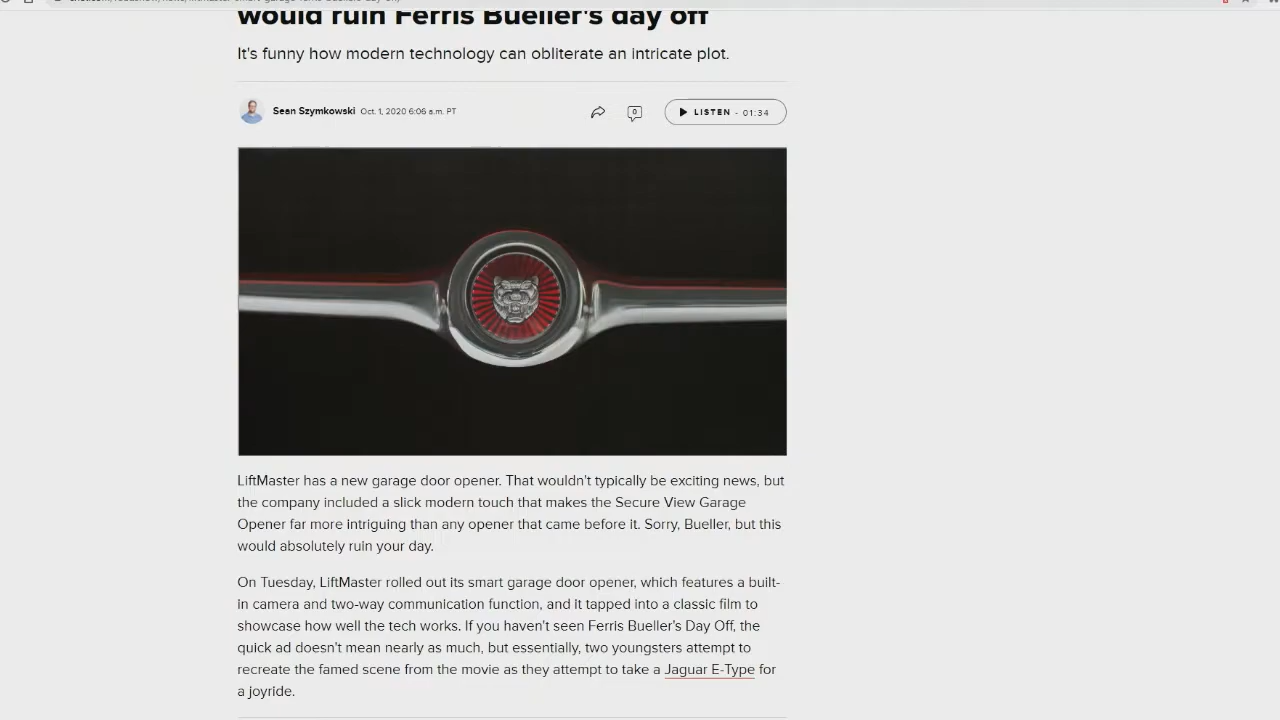 would ruin Ferris Bueller's day off
It's funny how modern technology can obliterate an intricate plot.
Sean Szymkowski Oct. 1, 2020 6:06 a.m. PT
0
LISTEN - 01:34
LiftMaster has a new garage door opener. That wouldn't typically be exciting news, but
the company included a slick modern touch that makes the Secure View Garage
Opener far more intriguing than any opener that came before it. Sorry, Bueller, but this
would absolutely ruin your day.
On Tuesday, LiftMaster rolled out its smart garage door opener, which features a built-
in camera and two-way communication function, and it tapped into a classic film to
showcase how well the tech works. If you haven't seen Ferris Bueller's Day Off, the
quick ad doesn't mean nearly as much, but essentially, two youngsters attempt to
recreate the famed scene from the movie as they attempt to take a Jaguar E-Type for
a joyride.